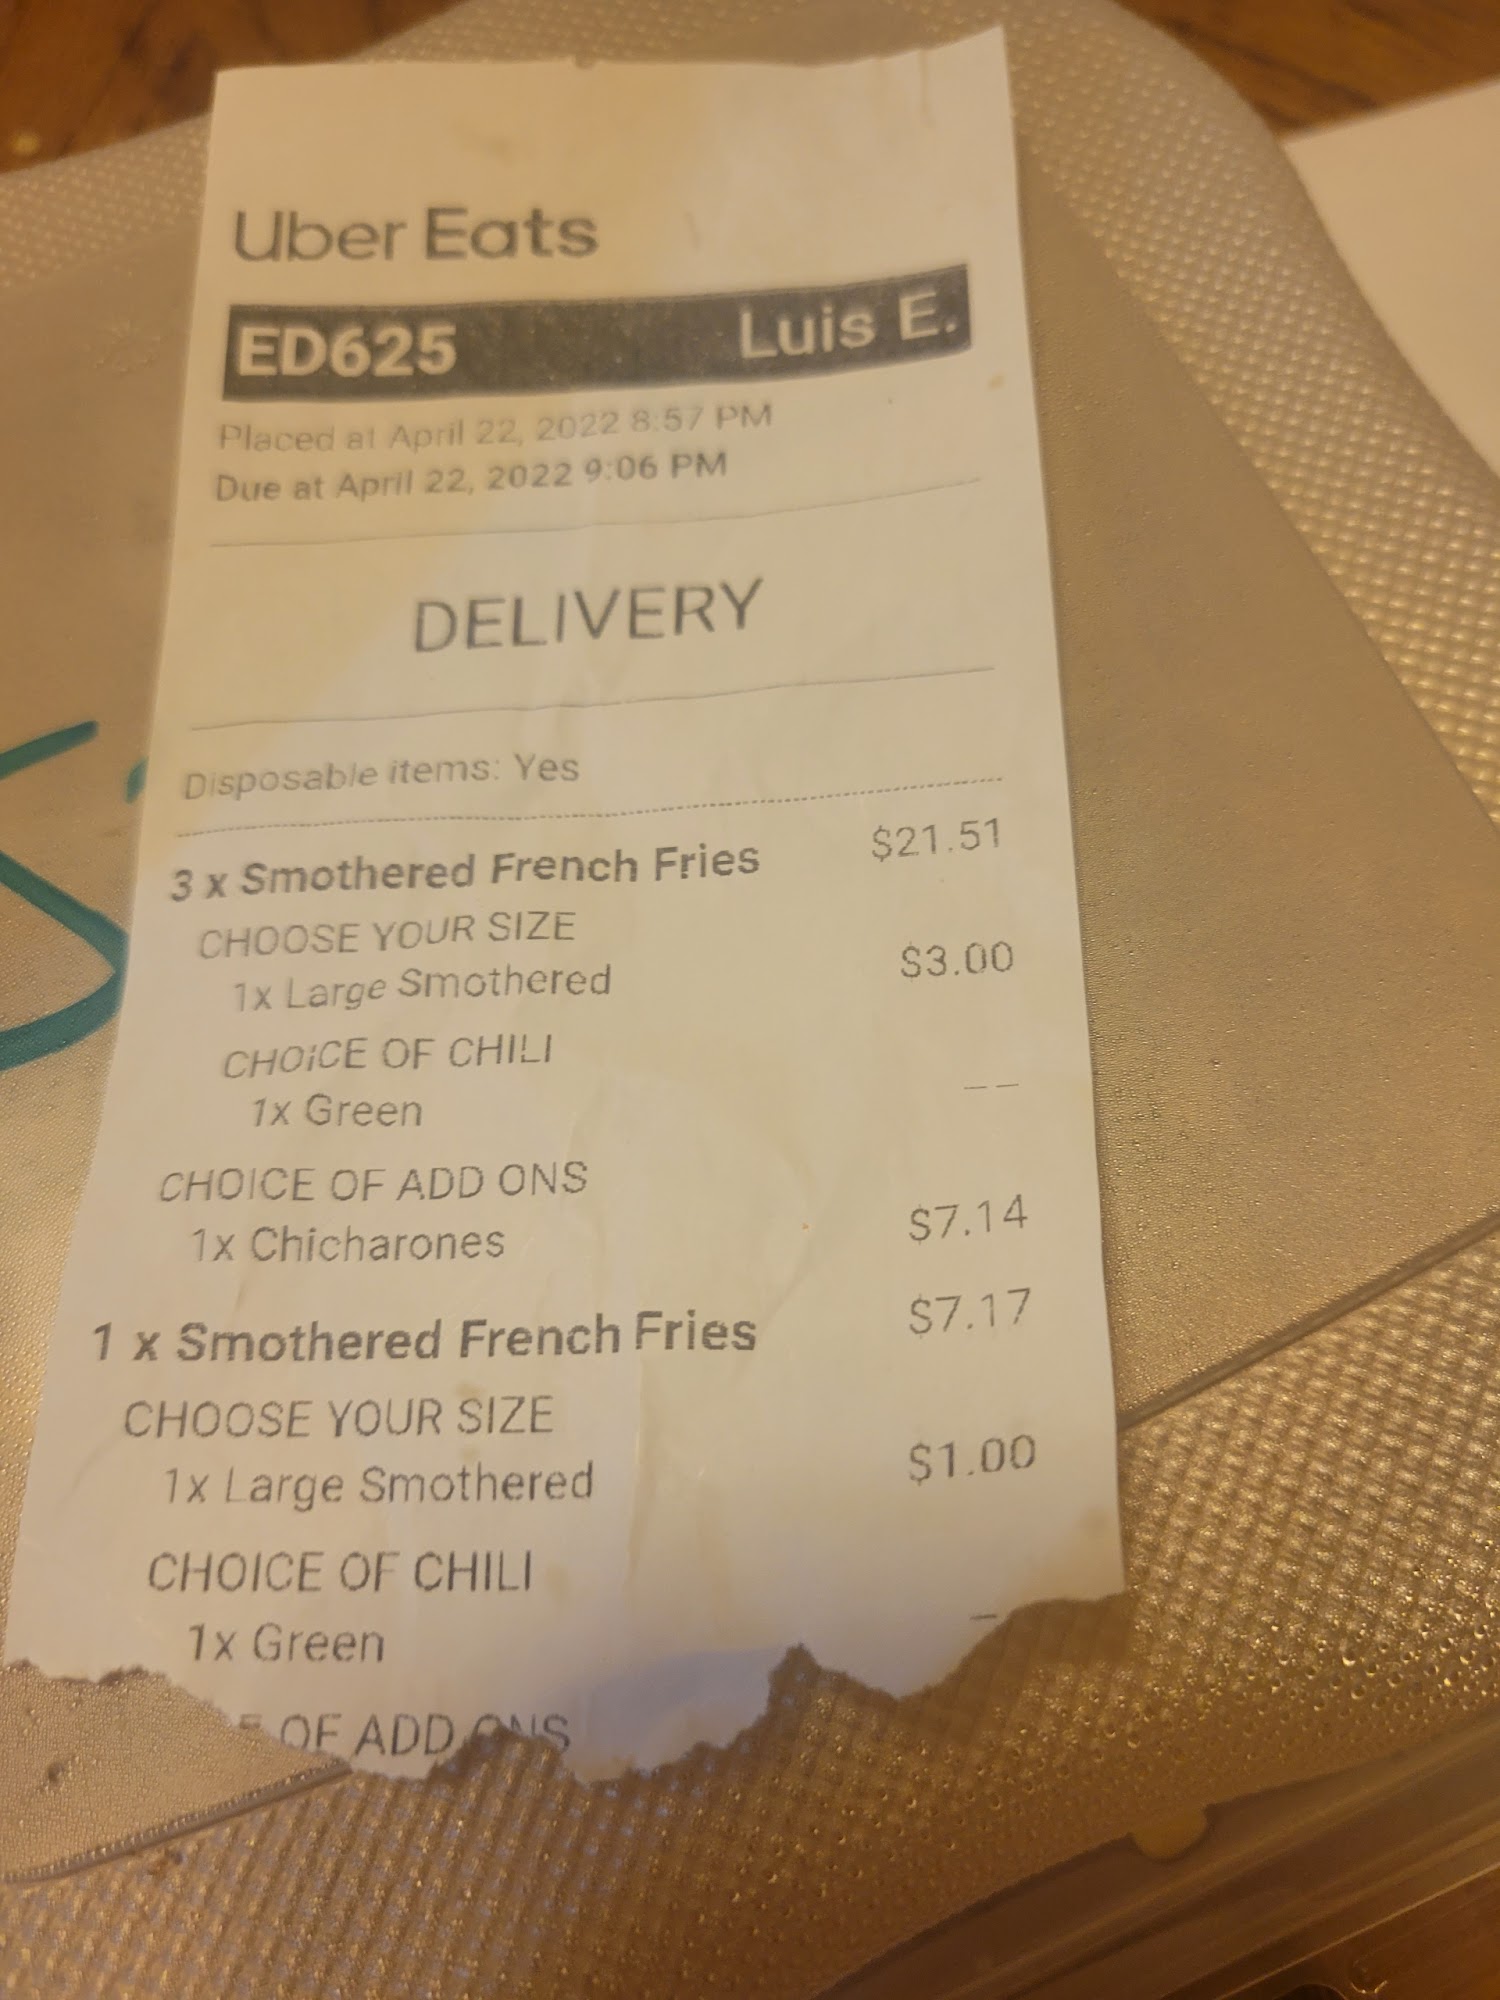 Uber Eats
ED625 Luis E.
Placed at April 22, 2022 8:57 PM
Due at April 22, 2022 9:06 PM
DELIVERY
Disposable items: Yes
3 x Smothered French Fries $21.51
CHOOSE YOUR SIZE
1x Large Smothered $3.00
CHOICE OF CHILI
1x Green --
CHOICE OF ADD ONS
1x Chicharones $7.14
1 x Smothered French Fries $7.17
CHOOSE YOUR SIZE
1x Large Smothered $1.00
CHOICE OF CHILI
1x Green –
OF ADD ONS